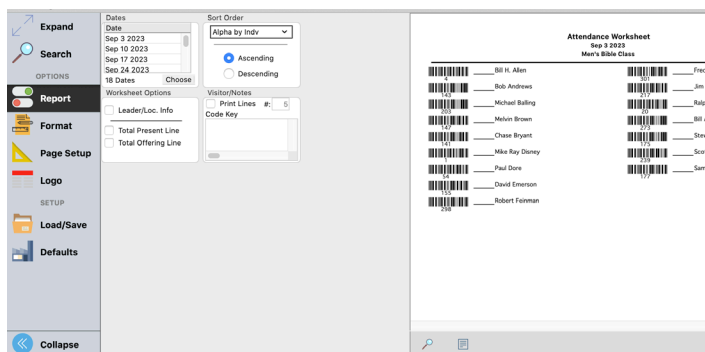 Expand
Search
OPTIONS
Report
Format
Page Setup
Logo
SETUP
Load/Save
Defaults
Collapse
Dates
Date
Sep 3 2023
Sep 10 2023
Sep 17 2023
Sep 24 2023
18 Dates Choose
Sort Order
Alpha by Indv
Ascending
Descending
Worksheet Options
Leader/Loc. Info
Total Present Line
Total Offering Line
Visitor/Notes
Print Lines #: 5
Code Key
Attendance Worksheet
Sep 3 2023
Men's Bible Class
Bill H. Allen
4
Bob Andrews
143
Michael Balling
203
Melvin Brown
147
Chase Bryant
141
Mike Ray Disney
1
Paul Dore
54
David Emerson
155
Robert Feinman
298
Fred
301
Jim
217
Ralp
20
Bill
273
Stev
175
Sco
239
Sam
177